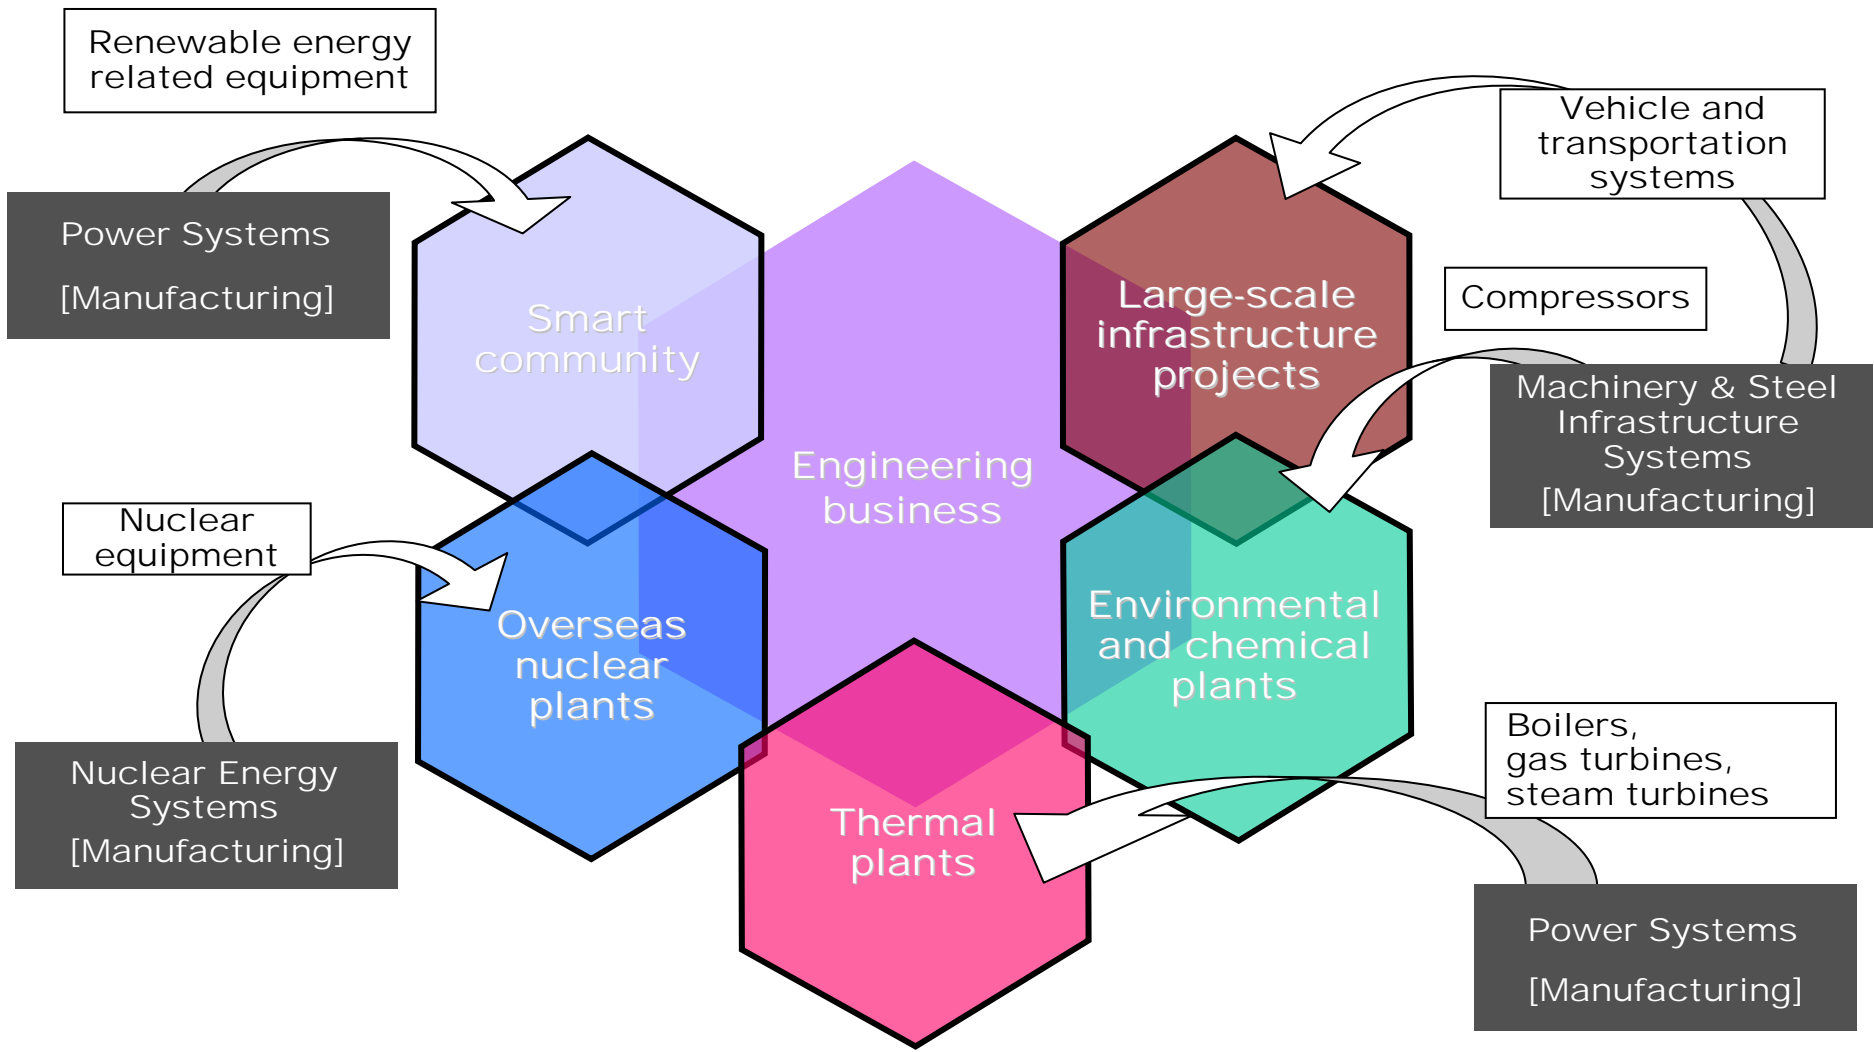 Renewable energy
related equipment
Power Systems
[Manufacturing]
Smart
community
Engineering
business
Large-scale
infrastructure
projects
Vehicle and
transportation
systems
Compressors
Machinery & Steel
Infrastructure
Systems
[Manufacturing]
Nuclear
equipment
Overseas
nuclear
plants
Nuclear Energy
Systems
[Manufacturing]
Environmental
and chemical
plants
Thermal
plants
Boilers,
gas turbines,
steam turbines
Power Systems
[Manufacturing]